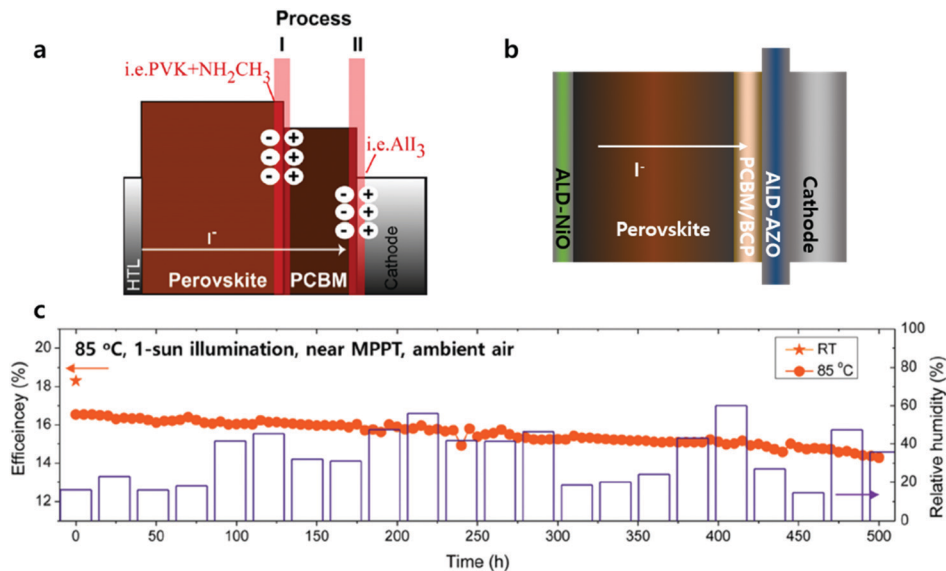 a
Process
I II
i.e.PVK+NH2CH3
i.e.AlI3
- +
- +
- +
- +
- +
- +
I-
HTL
Perovskite
PCBM
Cathode
b
ALD-NiO
I-
Perovskite
PCBM/BCP
ALD-AZO
Cathode
c
85 °C, 1-sun illumination, near MPPT, ambient air
RT
85 °C
Efficeincey (%)
20
18
16
14
12
Relative humidity (%)
100
80
60
40
20
0
0 50 100 150 200 250 300 350 400 450 500
Time (h)